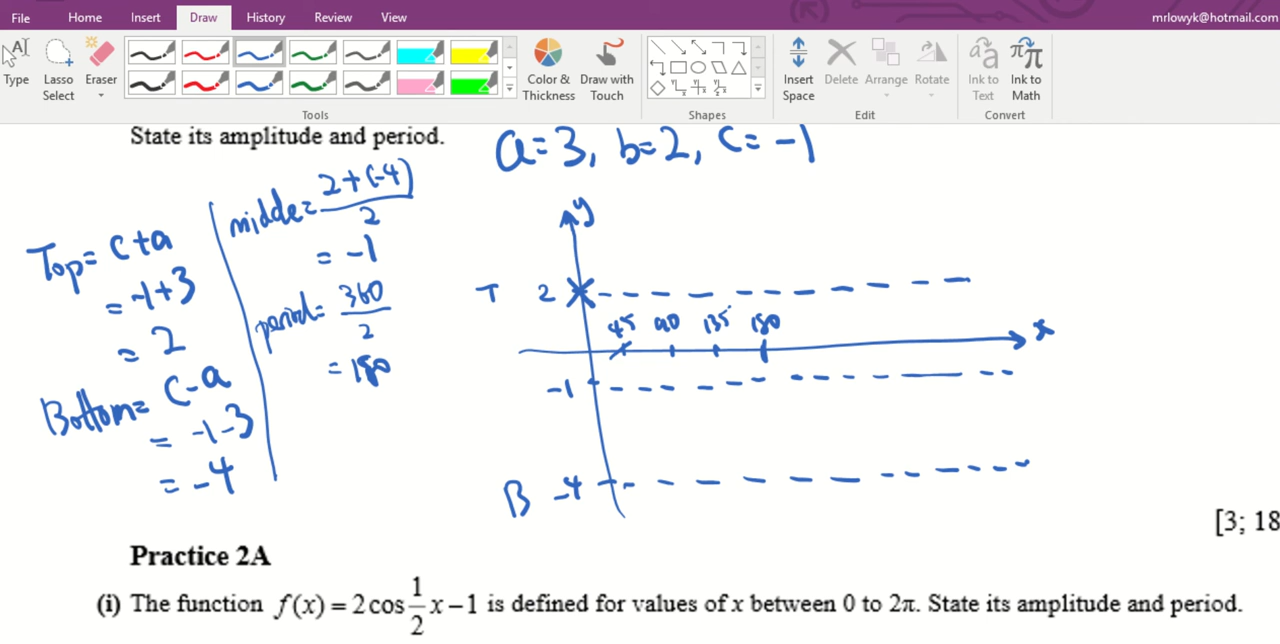 File Home Insert Draw History Review View mrlowyk@hotmail.com
Type Lasso Select Eraser Color & Thickness Draw with Touch Insert Space Delete Arrange Rotate Ink to Text Ink to Math
Tools Shapes Edit Convert
State its amplitude and period.
a=3, b=2, c=-1
Top= c+a
= -1+3
= 2
Bottom= c-a
= -1-3
= -4
midde= 2+(-4)
2
= -1
period= 360
2
= 180
y
T 2
45 90 135 180
x
-1
B -4
[3; 18
Practice 2A
(i) The function f(x) = 2 cos 1/2 x − 1 is defined for values of x between 0 to 2π. State its amplitude and period.